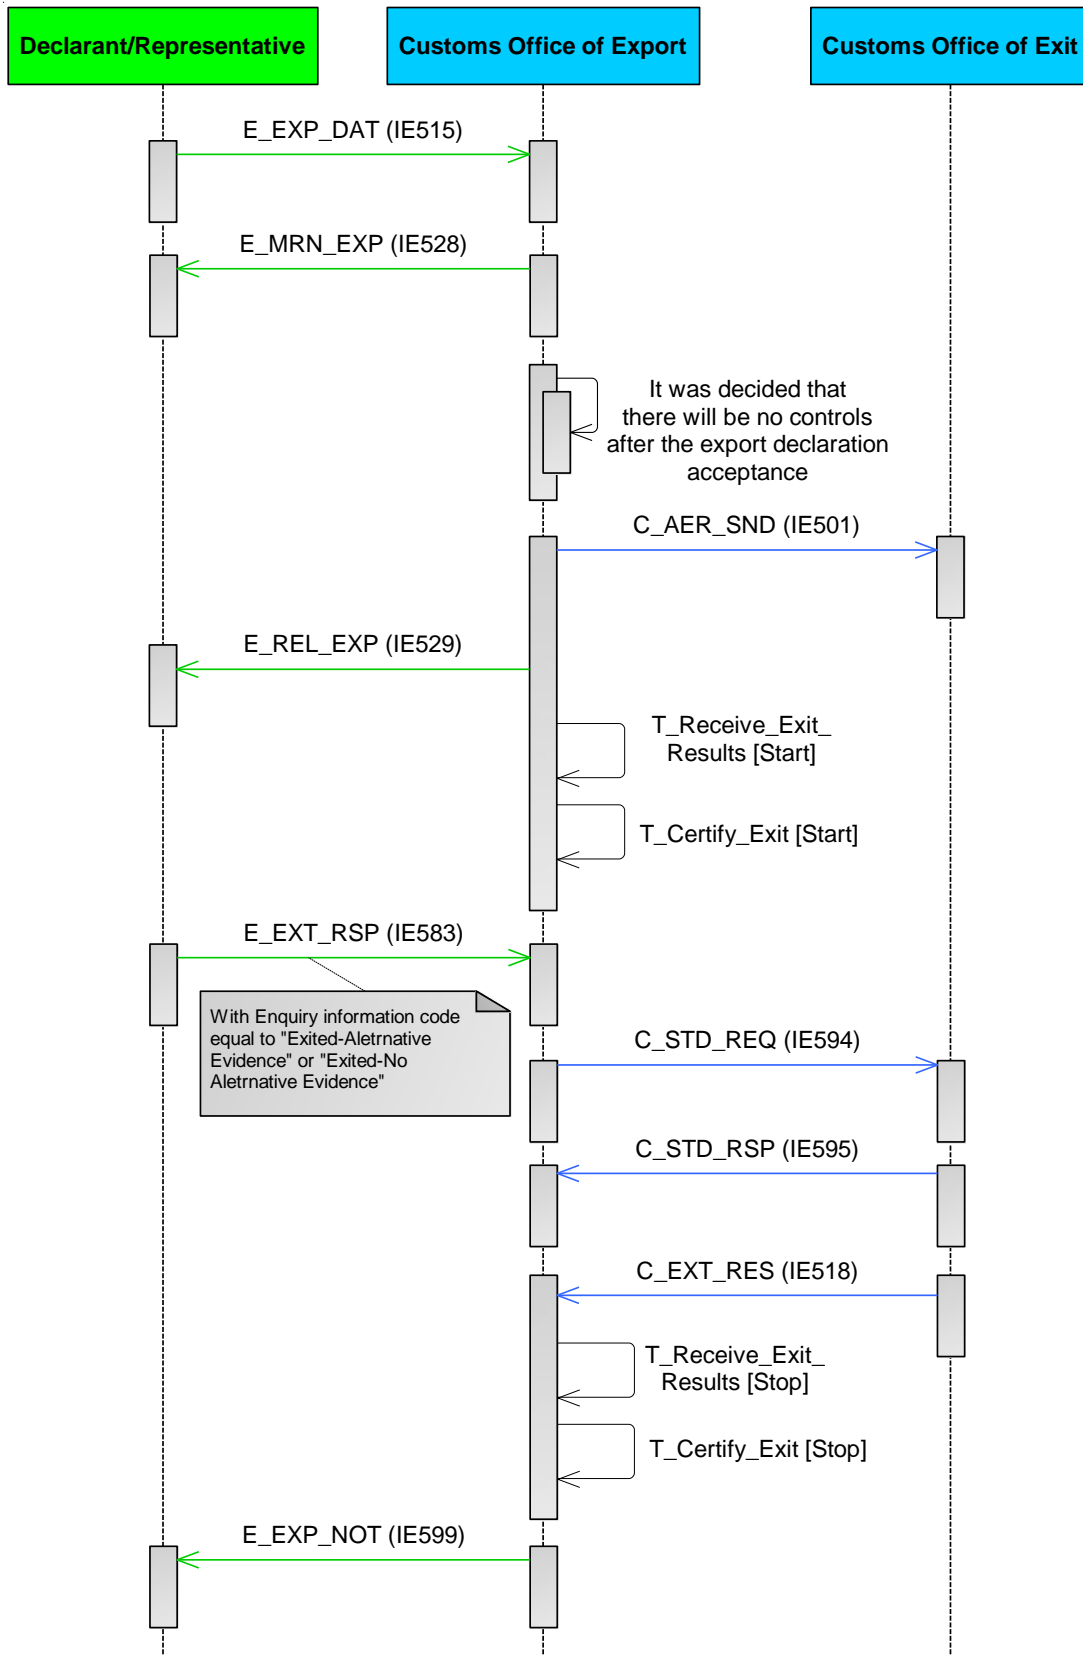 Declarant/Representative
Customs Office of Export
Customs Office of Exit
E_EXP_DAT (IE515)
E_MRN_EXP (IE528)
It was decided that
there will be no controls
after the export declaration
acceptance
C_AER_SND (IE501)
E_REL_EXP (IE529)
T_Receive_Exit_
Results [Start]
T_Certify_Exit [Start]
E_EXT_RSP (IE583)
With Enquiry information code
equal to "Exited-Aletrnative
Evidence" or "Exited-No
Aletrnative Evidence"
C_STD_REQ (IE594)
C_STD_RSP (IE595)
C_EXT_RES (IE518)
T_Receive_Exit_
Results [Stop]
T_Certify_Exit [Stop]
E_EXP_NOT (IE599)